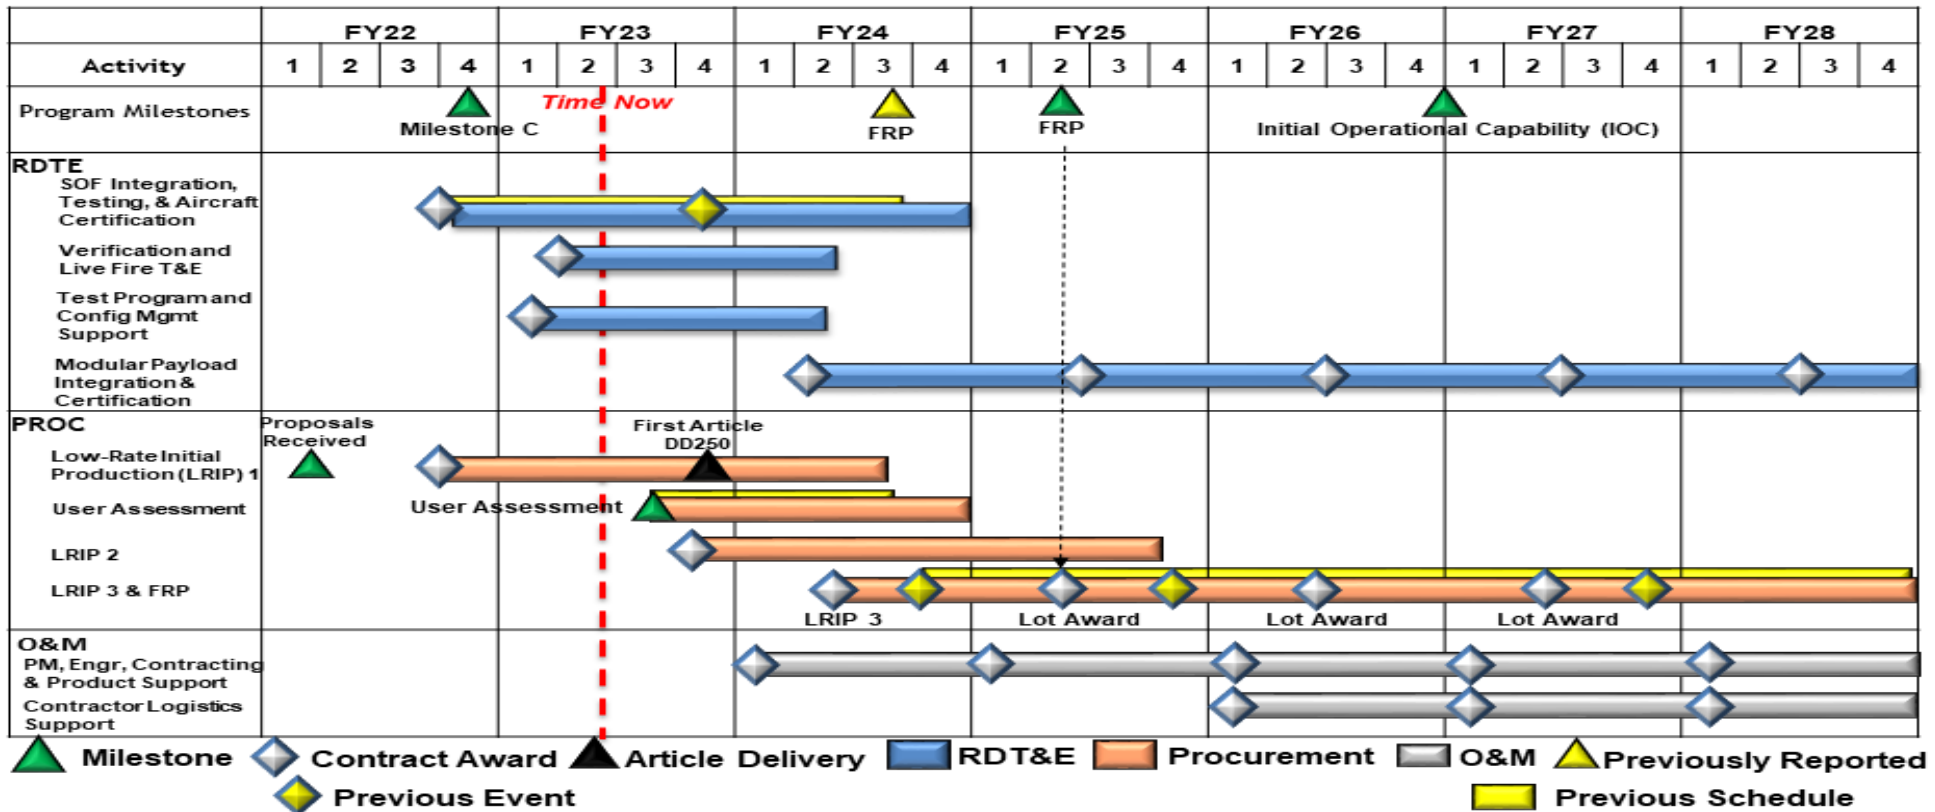 FY22 FY23 FY24 FY25 FY26 FY27 FY28
Activity 1 2 3 4 1 2 3 4 1 2 3 4 1 2 3 4 1 2 3 4 1 2 3 4 1 2 3 4
Time Now
Program Milestones
Milestone C
FRP
FRP
Initial Operational Capability (IOC)
RDTE
SOF Integration,
Testing, & Aircraft
Certification
Verification and
Live Fire T&E
Test Program and
Config Mgmt
Support
Modular Payload
Integration &
Certification
PROC
Proposals
Received
First Article
DD250
Low-Rate Initial
Production (LRIP) 1
User Assessment
User Assessment
LRIP 2
LRIP 3 & FRP
LRIP 3
Lot Award
Lot Award
Lot Award
O&M
PM, Engr, Contracting
& Product Support
Contractor Logistics
Support
Milestone
Contract Award
Article Delivery
RDT&E
Procurement
O&M
Previously Reported
Previous Event
Previous Schedule